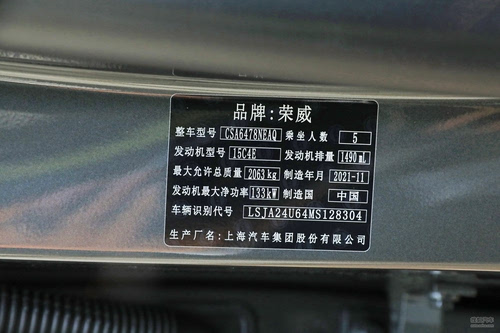 品牌:荣威
整车型号 CSA6478NEAQ 乘坐人数 5
发动机型号 15C4E 发动机排量 1490mL
最大允许总质量 2063kg 制造年月 2021-11
发动机最大净功率 133kW 制造国 中国
车辆识别代号 LSJA24U64MS128304
生产厂名:上海汽车集团股份有限公司